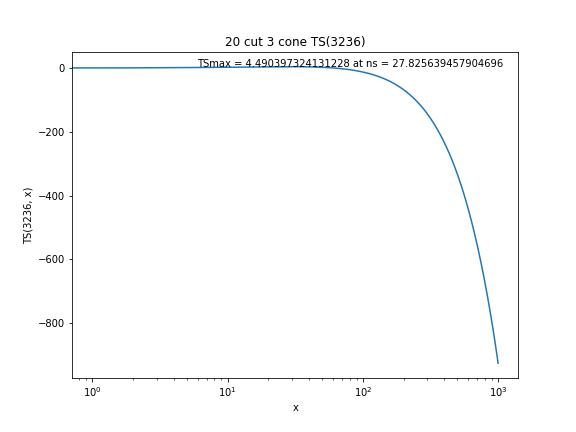 20 cut 3 cone TS(3236)
TSmax = 4.490397324131228 at ns = 27.825639457904696
TS(3236, x)
0
−200
−400
−600
−800
10⁰
10¹
10²
10³
x